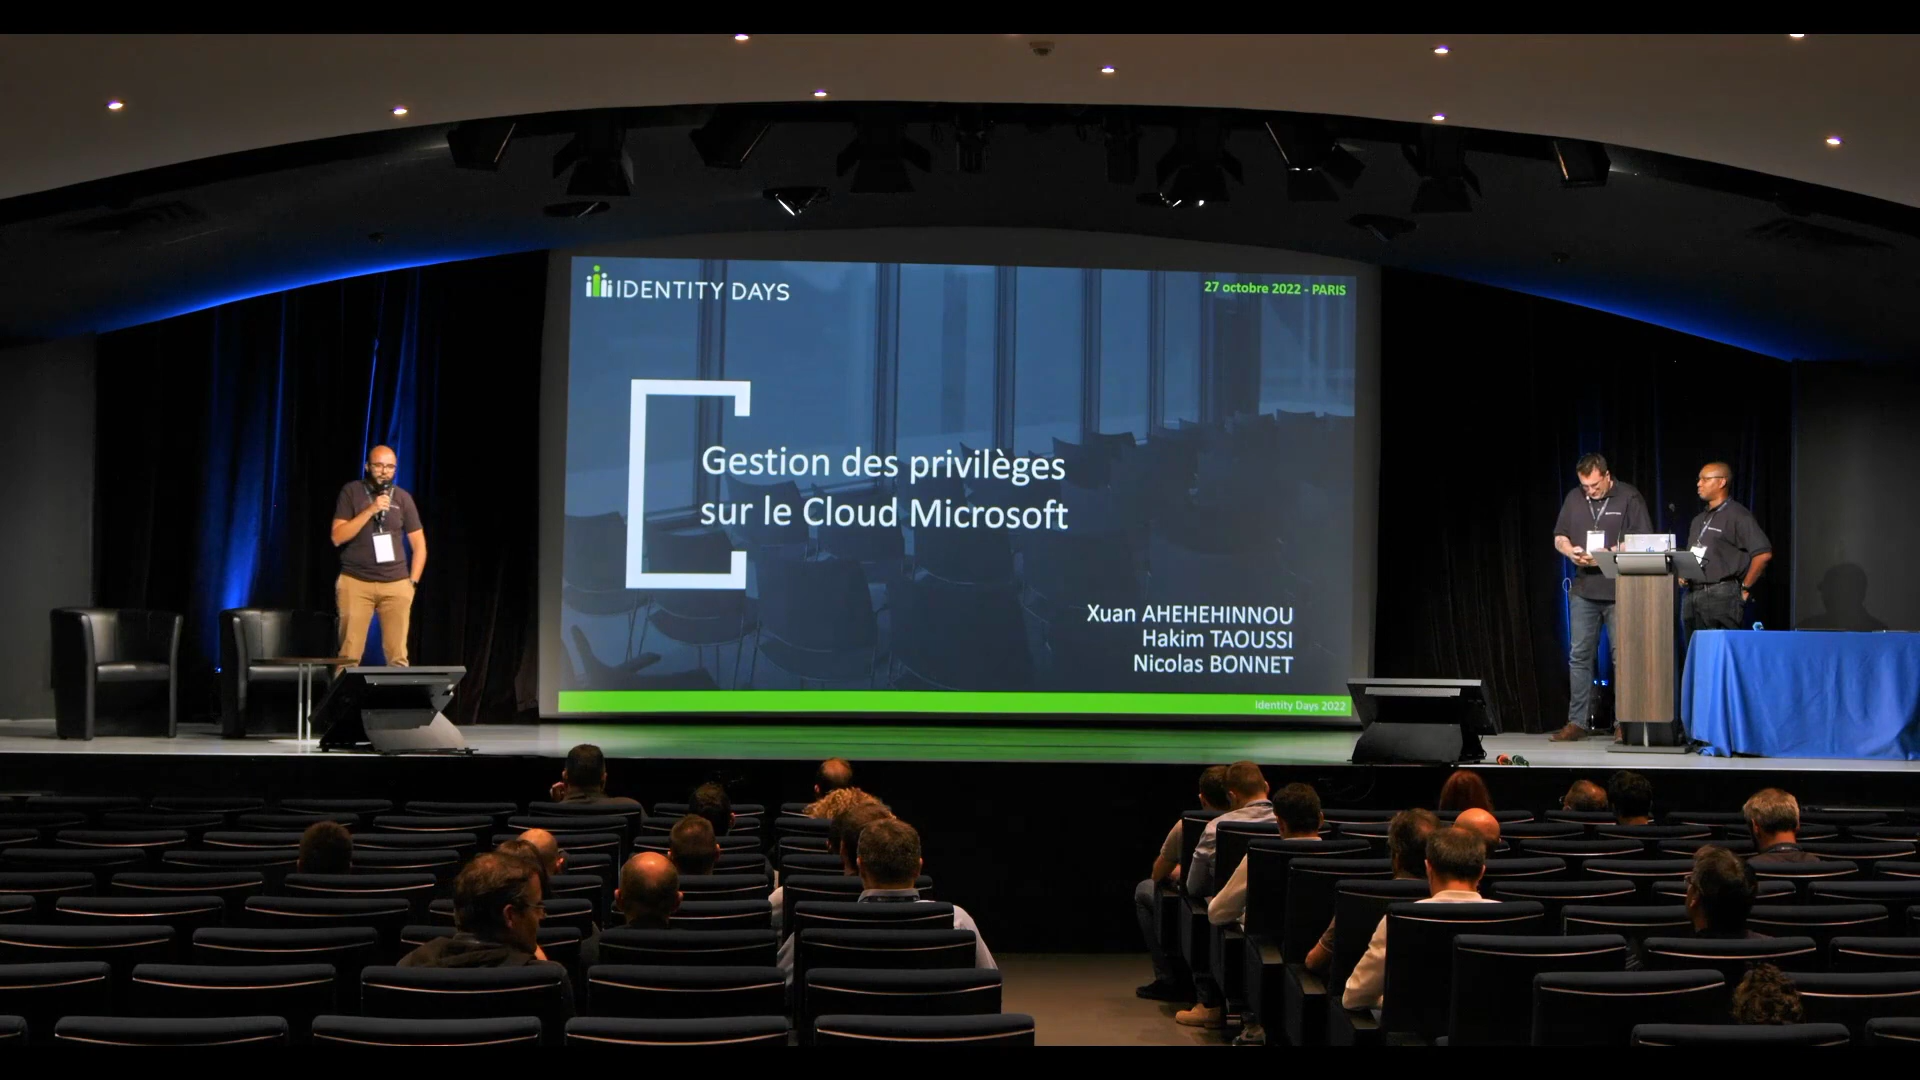 IDENTITY DAYS
27 octobre 2022 - PARIS
Gestion des privilèges
sur le Cloud Microsoft
Xuan AHEHEHINNOU
Hakim TAOUSSI
Nicolas BONNET
Identity Days 2022